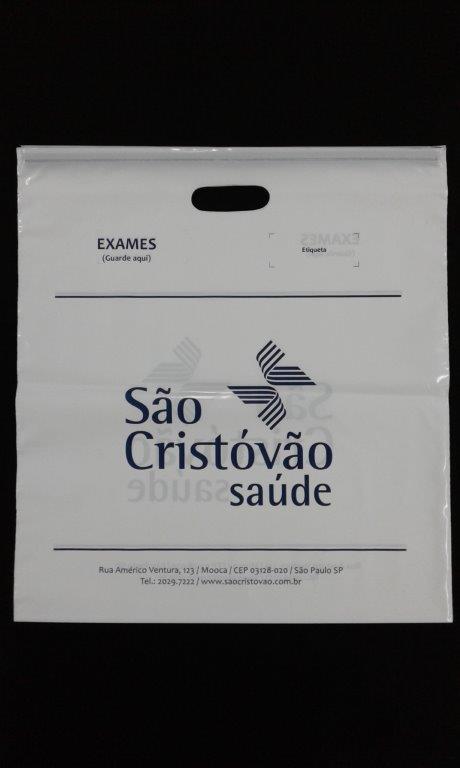 EXAMES
(Guarde aqui)
Etiqueta
São
Cristóvão
saúde
Rua Américo Ventura, 123 / Mooca / CEP 03128-020 / São Paulo SP
Tel.: 2029.7222 / www.saocristovao.com.br